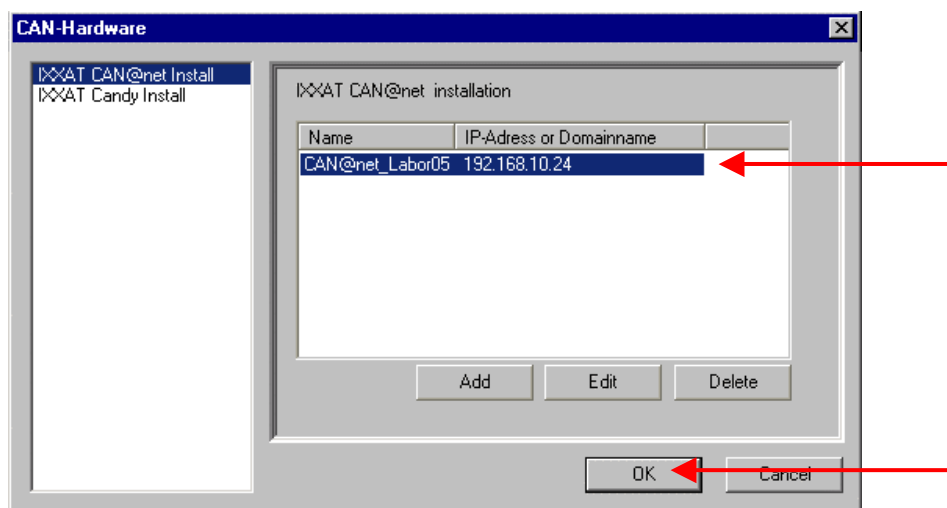 CAN-Hardware
IXXAT CAN@net Install
IXXAT Candy Install
IXXAT CAN@net installation
Name IP-Adress or Domainname
CAN@net_Labor05 192.168.10.24
Add Edit Delete
OK Cancel